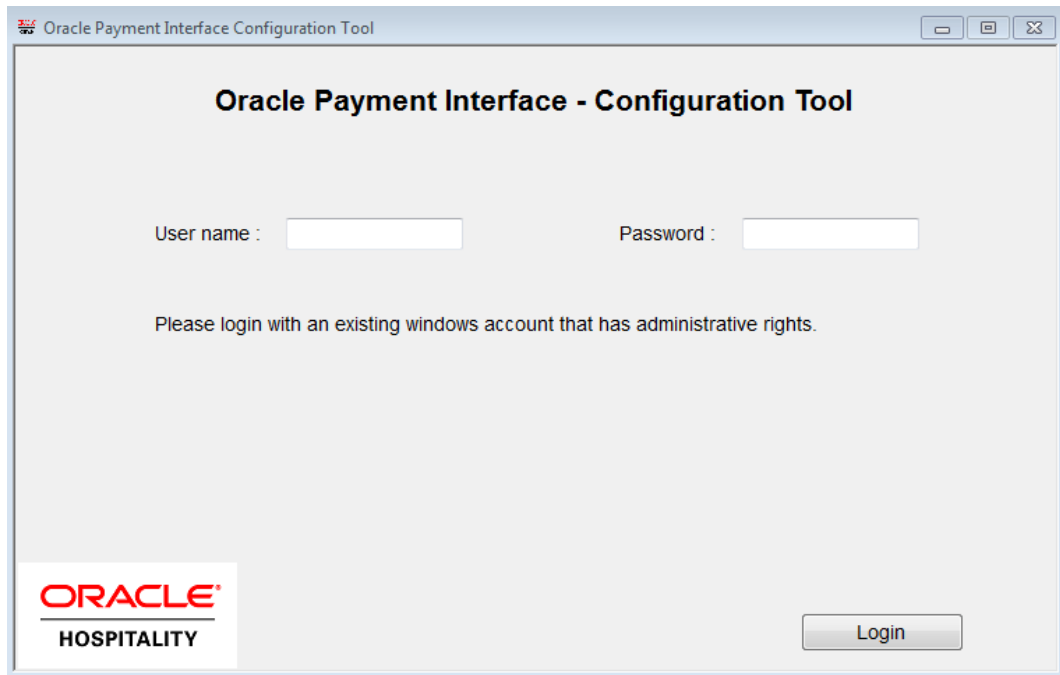 Oracle Payment Interface Configuration Tool
Oracle Payment Interface - Configuration Tool
User name :
Password :
Please login with an existing windows account that has administrative rights.
ORACLE
HOSPITALITY
Login